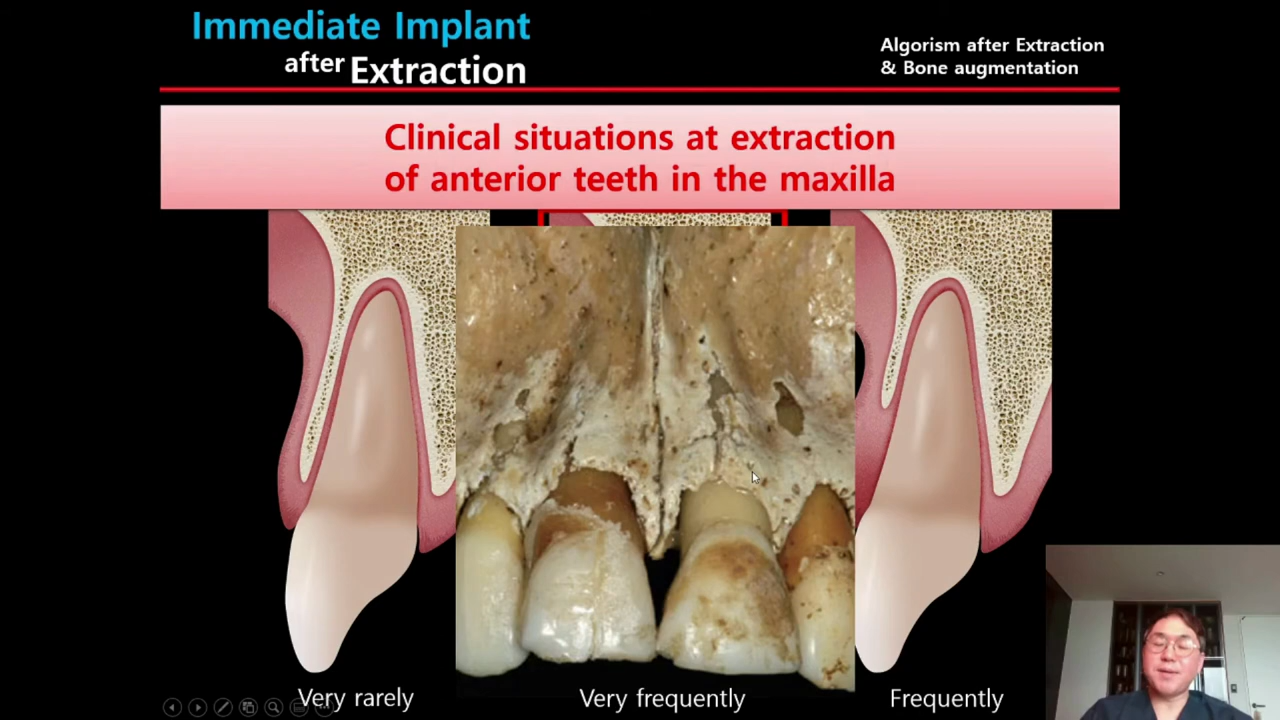 Immediate Implant
after Extraction
Algorism after Extraction
& Bone augmentation
Clinical situations at extraction
of anterior teeth in the maxilla
Very rarely
Very frequently
Frequently